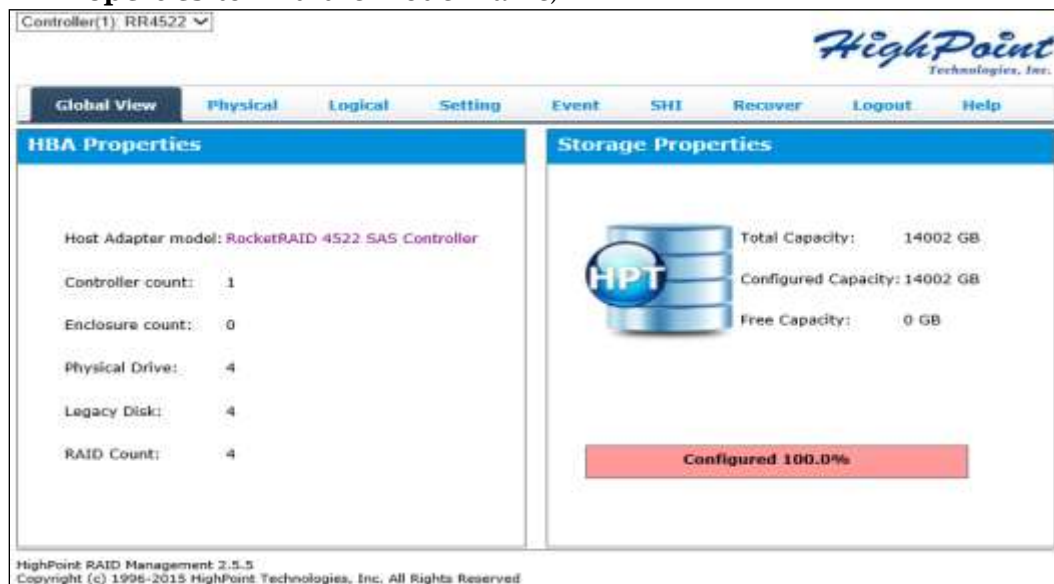 Controller(1): RR4522
HighPoint
Technologies, Inc.
Global View Physical Logical Setting Event SHI Recover Logout Help
HBA Properties
Host Adapter model: RocketRAID 4522 SAS Controller
Controller count: 1
Enclosure count: 0
Physical Drive: 4
Legacy Disk: 4
RAID Count: 4
Storage Properties
HPT
Total Capacity: 14002 GB
Configured Capacity: 14002 GB
Free Capacity: 0 GB
Configured 100.0%
HighPoint RAID Management 2.5.5
Copyright (c) 1996-2015 HighPoint Technologies, Inc. All Rights Reserved